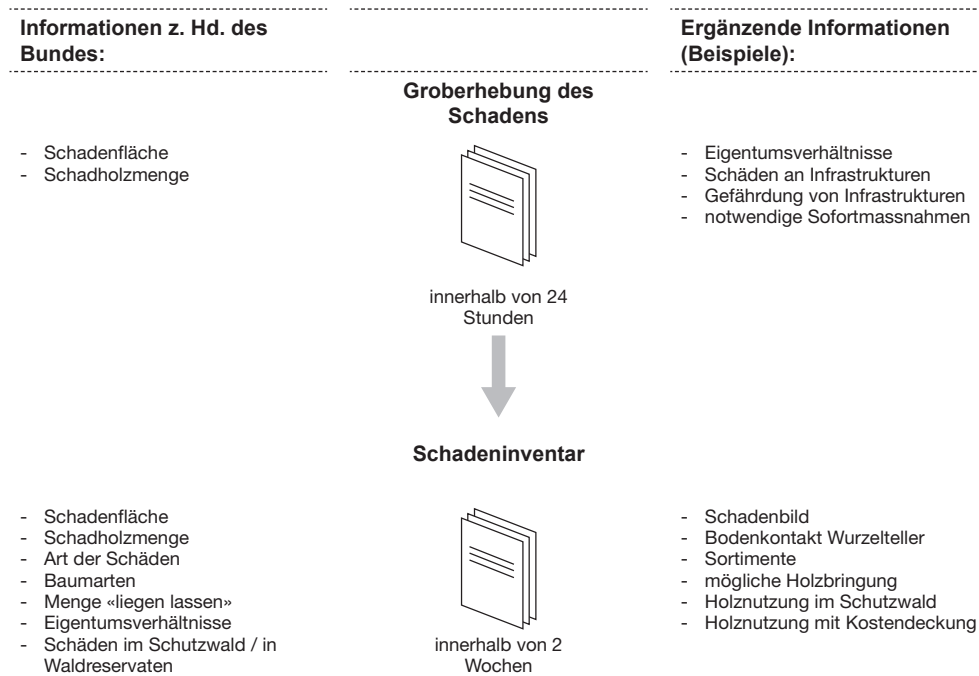 Informationen z. Hd. des
Bundes:
Ergänzende Informationen
(Beispiele):
Groberhebung des
Schadens
- Schadenfläche
- Schadholzmenge
innerhalb von 24
Stunden
- Eigentumsverhältnisse
- Schäden an Infrastrukturen
- Gefährdung von Infrastrukturen
- notwendige Sofortmassnahmen
Schadeninventar
- Schadenfläche
- Schadholzmenge
- Art der Schäden
- Baumarten
- Menge «liegen lassen»
- Eigentumsverhältnisse
- Schäden im Schutzwald / in
Waldreservaten
innerhalb von 2
Wochen
- Schadenbild
- Bodenkontakt Wurzelteller
- Sortimente
- mögliche Holzbringung
- Holznutzung im Schutzwald
- Holznutzung mit Kostendeckung